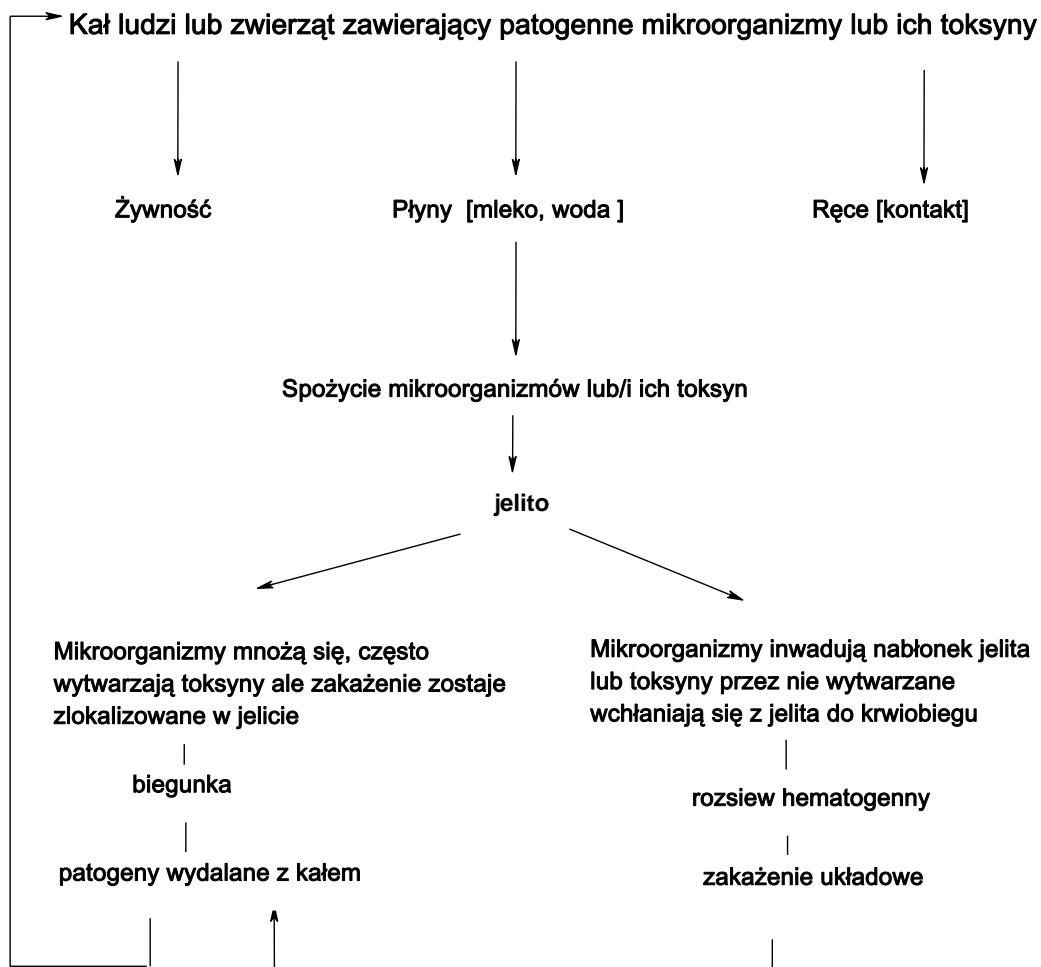 Kał ludzi lub zwierząt zawierający patogenne mikroorganizmy lub ich toksyny
Żywność
Płyny [mleko, woda ]
Ręce [kontakt]
Spożycie mikroorganizmów lub/i ich toksyn
jelito
Mikroorganizmy mnożą się, często
wytwarzają toksyny ale zakażenie zostaje
zlokalizowane w jelicie
biegunka
patogeny wydalane z kałem
Mikroorganizmy inwadują nabłonek jelita
lub toksyny przez nie wytwarzane
wchłaniają się z jelita do krwiobiegu
rozsiew hematogenny
zakażenie układowe